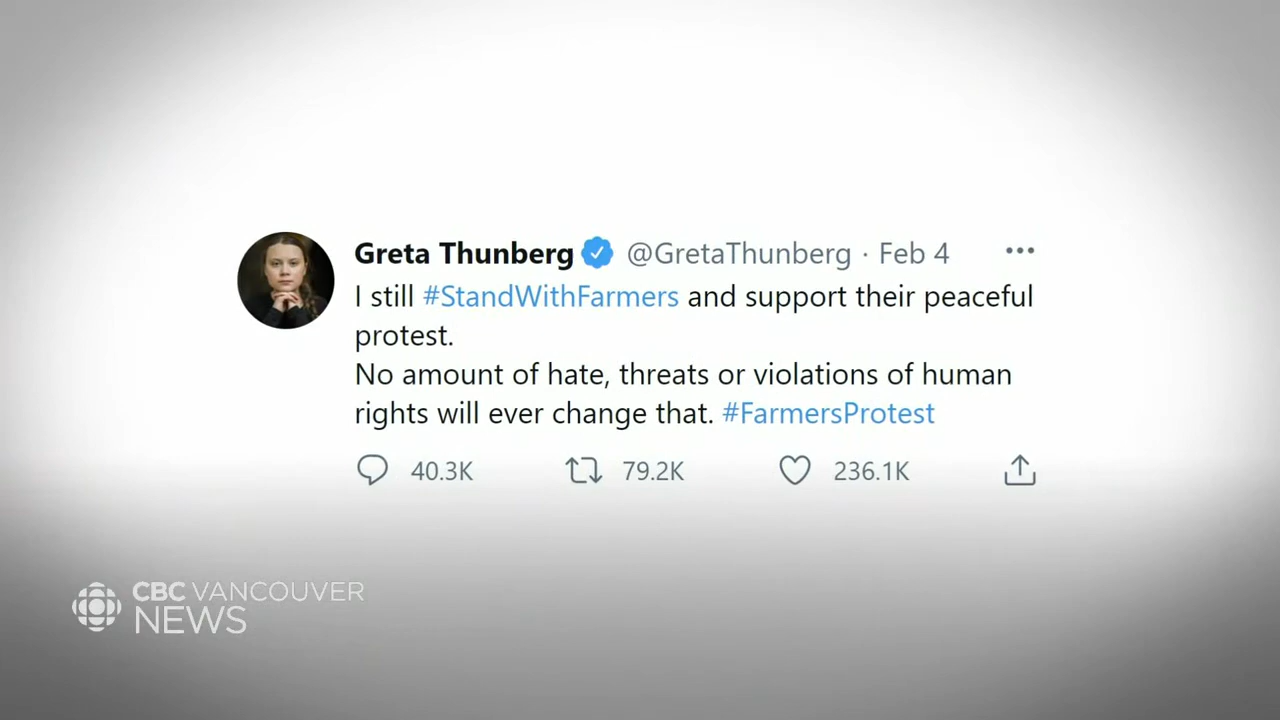 Greta Thunberg @GretaThunberg · Feb 4
I still #StandWithFarmers and support their peaceful
protest.
No amount of hate, threats or violations of human
rights will ever change that. #FarmersProtest
40.3K 79.2K 236.1K
CBC VANCOUVER
NEWS